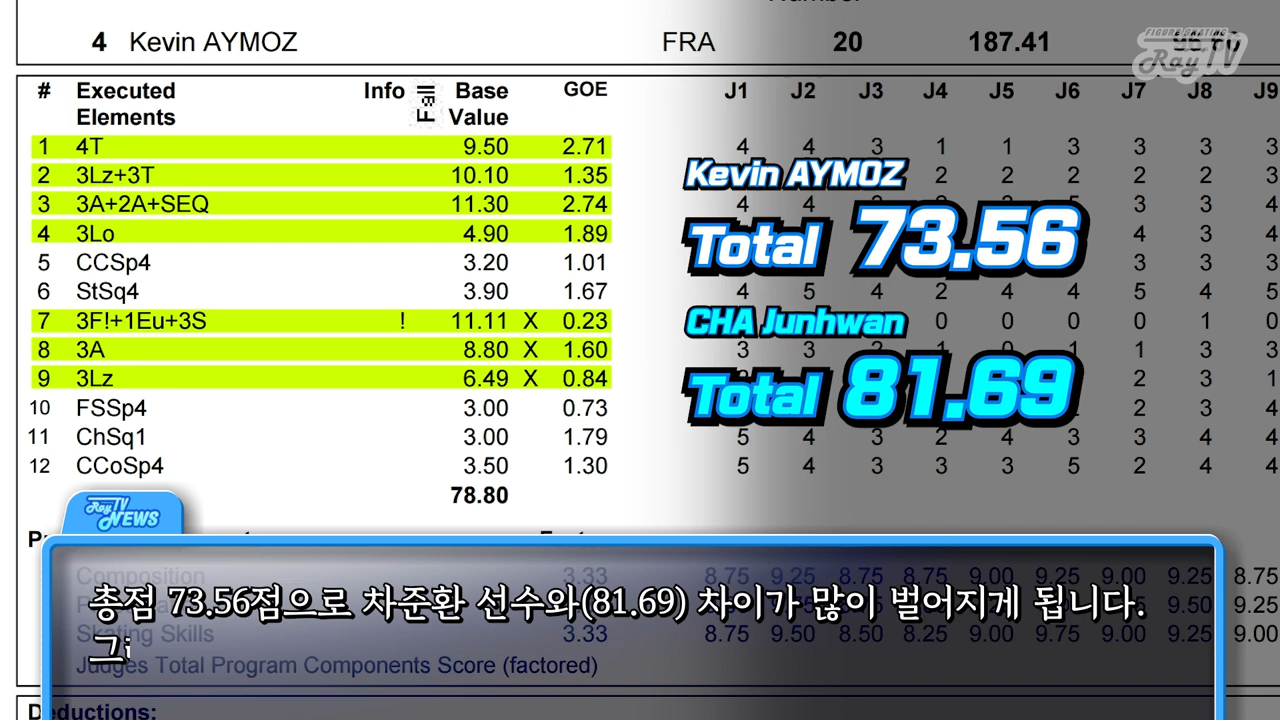 Number
4 Kevin AYMOZ FRA 20 187.41
FIGURE SKATING
RayTV
# Executed Elements Info Fall Base Value GOE J1 J2 J3 J4 J5 J6 J7 J8 J9
1 4T 9.50 2.71 4 4 3 1 1 3 3 3 3
2 3Lz+3T 10.10 1.35 2 2 2 2 2 3
3 3A+2A+SEQ 11.30 2.74 4 4 3 3 4
4 3Lo 4.90 1.89 4 3 4
5 CCSp4 3.20 1.01 3 3 3
6 StSq4 3.90 1.67 4 5 4 2 4 4 5 4 5
7 3F!+1Eu+3S ! 11.11 X 0.23 0 0 0 0 1 0
8 3A 8.80 X 1.60 3 3 2 1 0 1 1 3 3
9 3Lz 6.49 X 0.84 2 3 1
10 FSSp4 3.00 0.73 2 3 4
11 ChSq1 3.00 1.79 5 4 3 2 4 3 3 4 4
12 CCoSp4 3.50 1.30 5 4 3 3 3 5 2 4 4
78.80
Kevin AYMOZ
Total 73.56
CHA Junhwan
Total 81.69
RayTV NEWS
Composition 3.33 8.75 9.25 8.75 8.75 9.00 9.25 9.00 9.25 8.75
총점 73.56점으로 차준환 선수와(81.69) 차이가 많이 벌어지게 됩니다.
9.50 9.25
Skating Skills 3.33 8.75 9.50 8.50 8.25 9.00 9.75 9.00 9.25 9.00
그
Judges Total Program Components Score (factored)
Deductions: